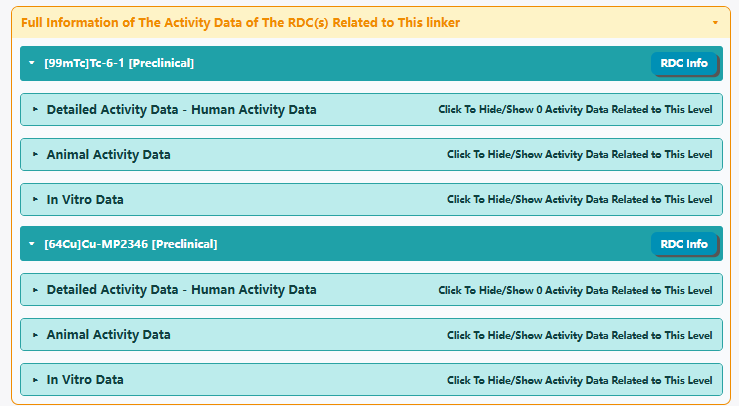 Full Information of The Activity Data of The RDC(s) Related to This linker
[99mTc]Tc-6-1 [Preclinical] RDC Info
Detailed Activity Data - Human Activity Data Click To Hide/Show 0 Activity Data Related to This Level
Animal Activity Data Click To Hide/Show Activity Data Related to This Level
In Vitro Data Click To Hide/Show Activity Data Related to This Level
[64Cu]Cu-MP2346 [Preclinical] RDC Info
Detailed Activity Data - Human Activity Data Click To Hide/Show 0 Activity Data Related to This Level
Animal Activity Data Click To Hide/Show Activity Data Related to This Level
In Vitro Data Click To Hide/Show Activity Data Related to This Level